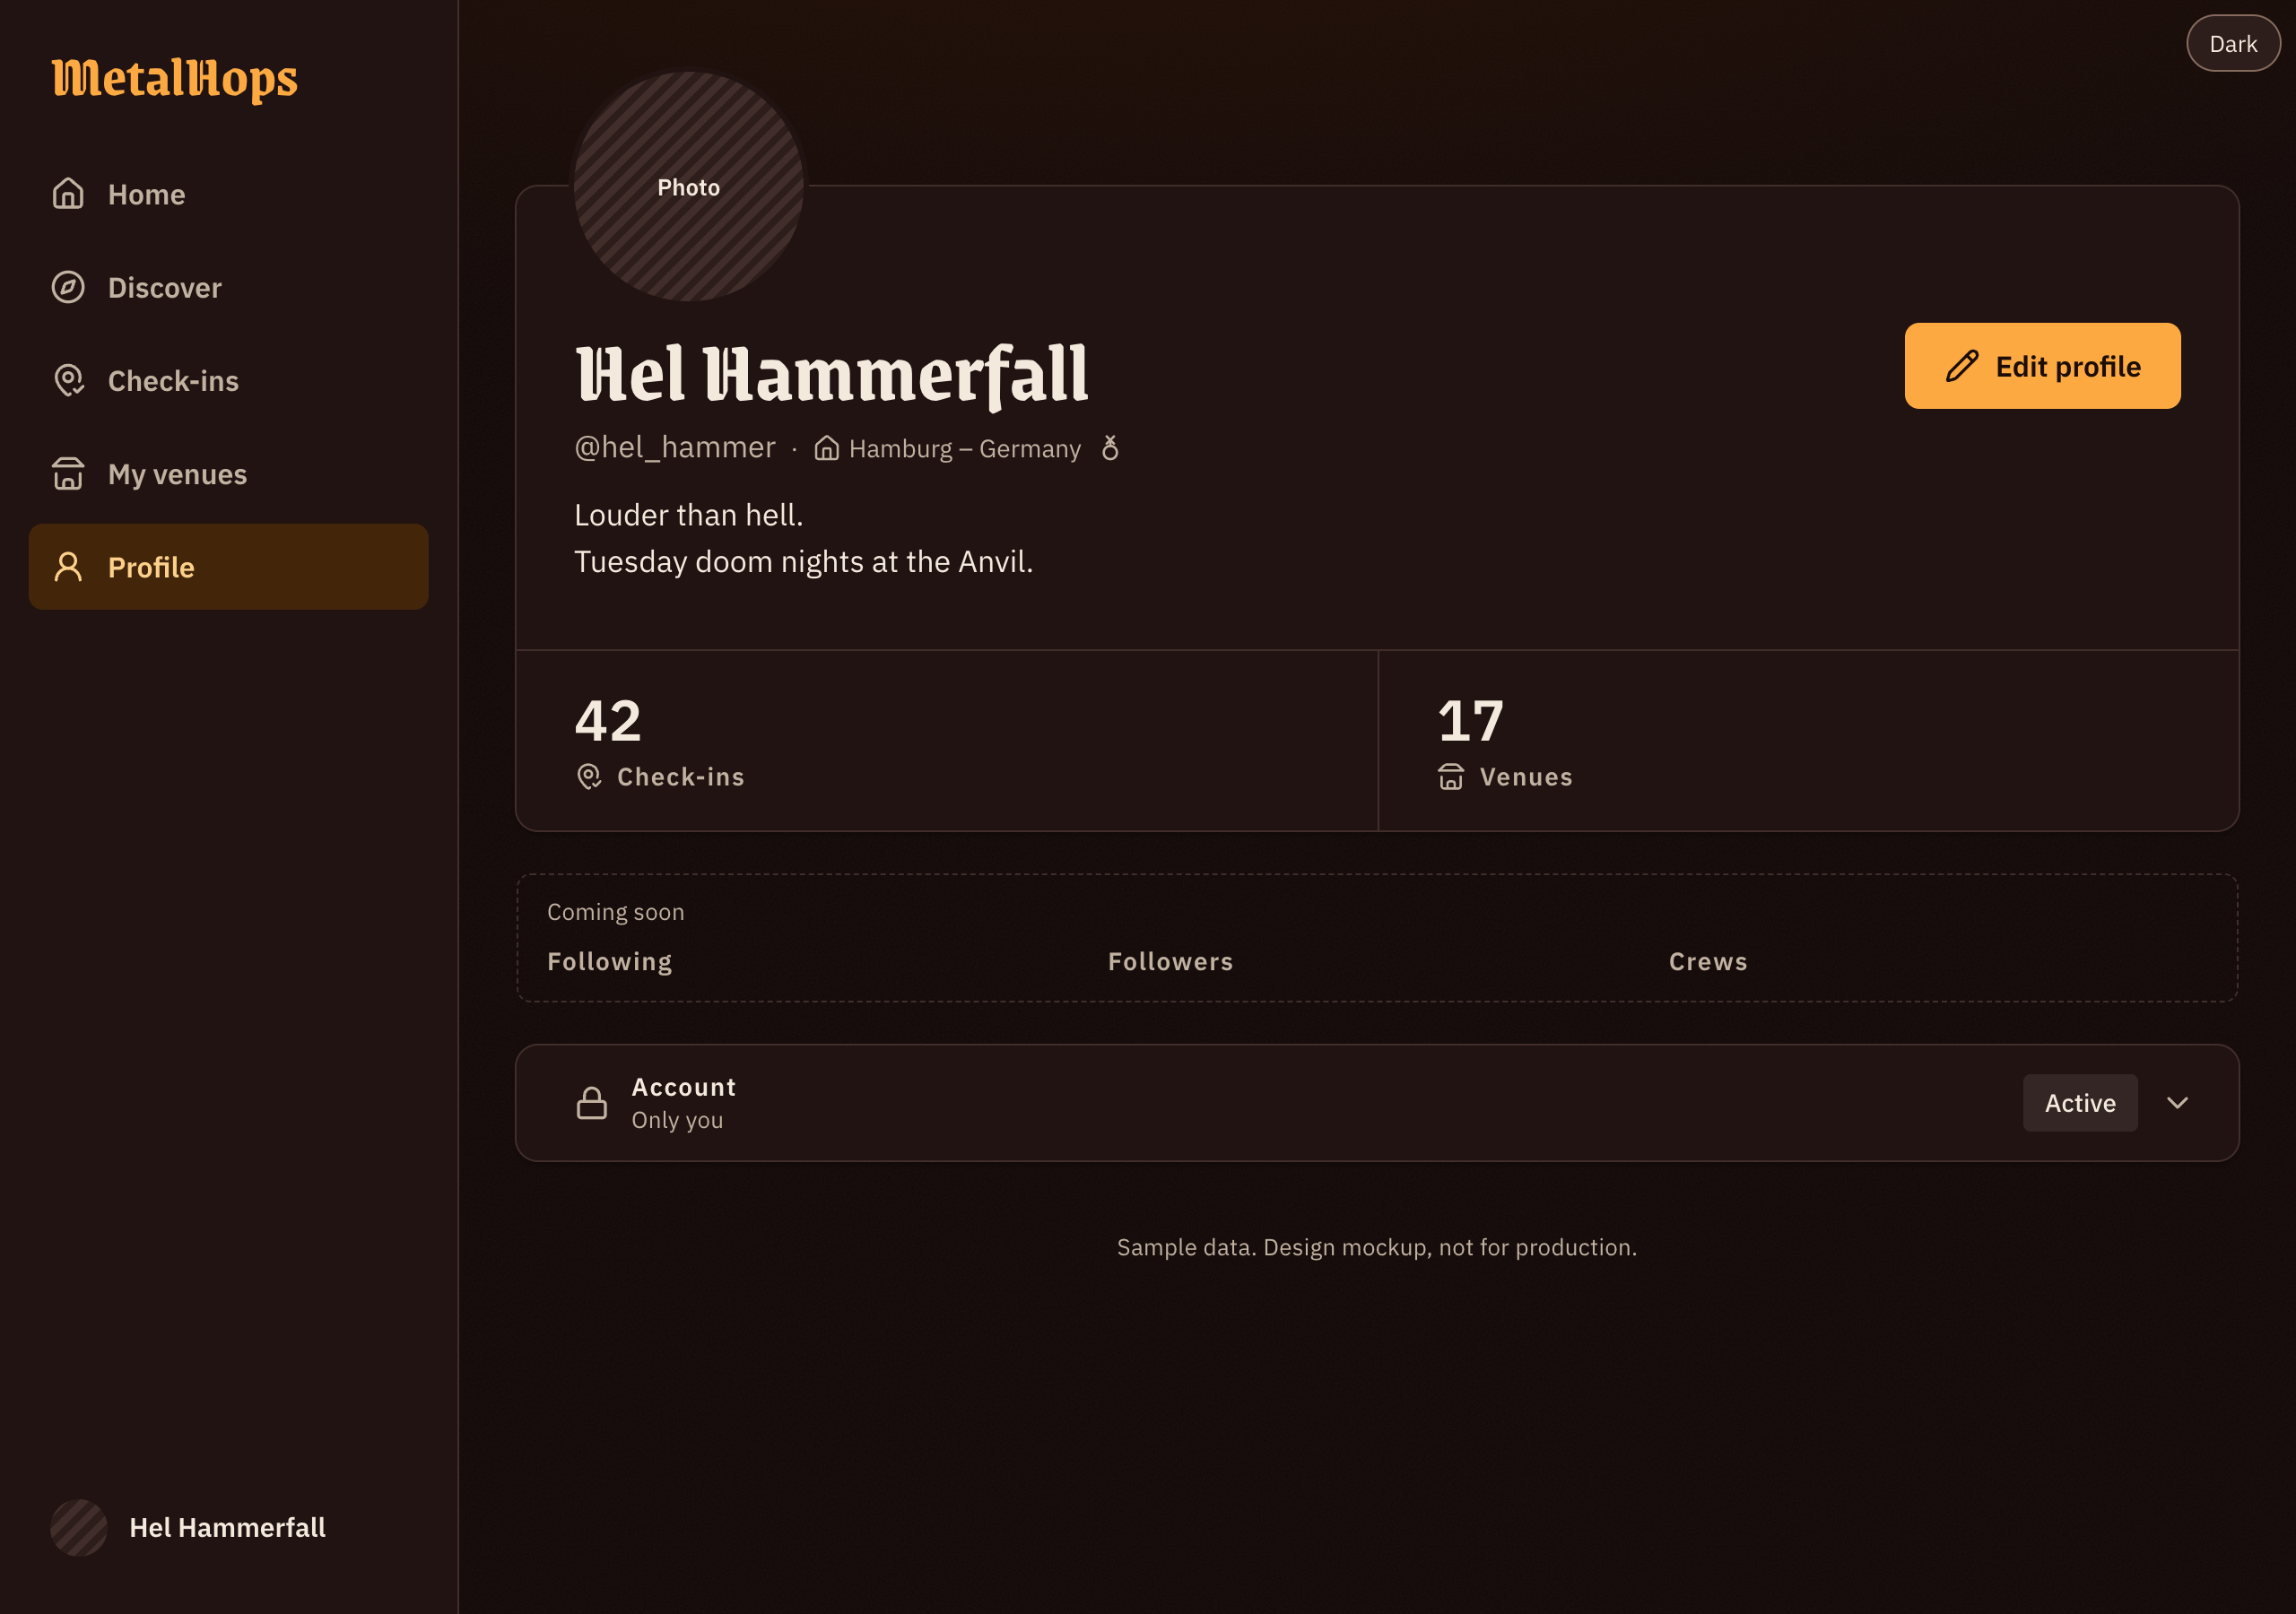 MetalHops
Home
Discover
Check-ins
My venues
Profile
Hel Hammerfall
Dark
Photo
Hel Hammerfall
Edit profile
@hel_hammer · Hamburg – Germany
Louder than hell.
Tuesday doom nights at the Anvil.
42
Check-ins
17
Venues
Coming soon
Following
Followers
Crews
Account
Only you
Active
Sample data. Design mockup, not for production.